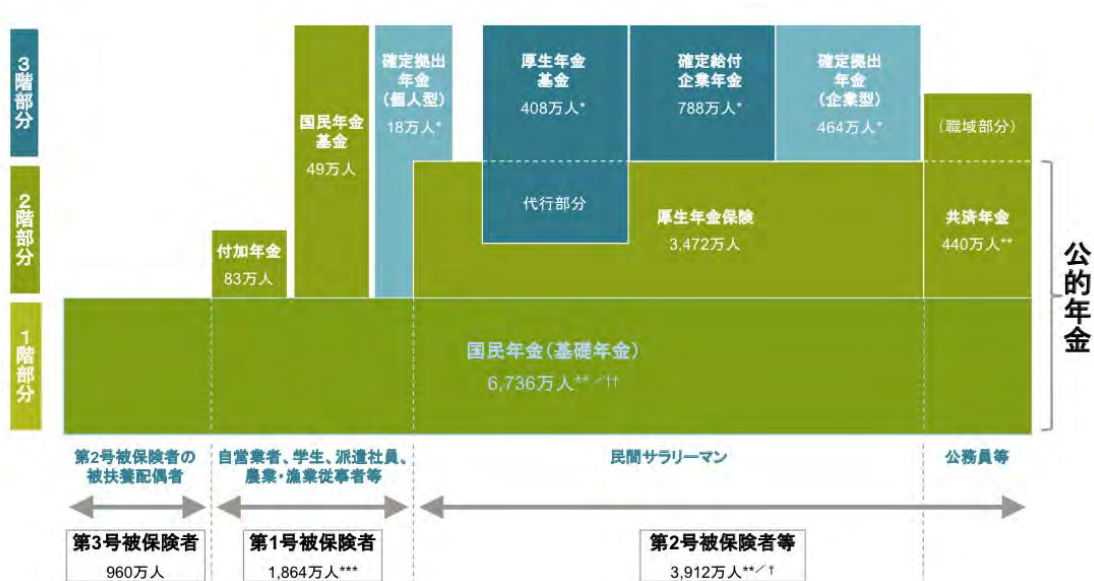 3階部分
2階部分
1階部分
付加年金
83万人
国民年金
基金
49万人
確定拠出
年金
(個人型)
18万人*
厚生年金
基金
408万人*
代行部分
確定給付
企業年金
788万人*
確定拠出
年金
(企業型)
464万人*
(職域部分)
厚生年金保険
3,472万人
共済年金
440万人**
公的年金
国民年金(基礎年金)
6,736万人**/††
第2号被保険者の
被扶養配偶者
自営業者、学生、派遣社員、
農業・漁業従事者等
民間サラリーマン
公務員等
第3号被保険者
960万人
第1号被保険者
1,864万人***
第2号被保険者等
3,912万人**/†